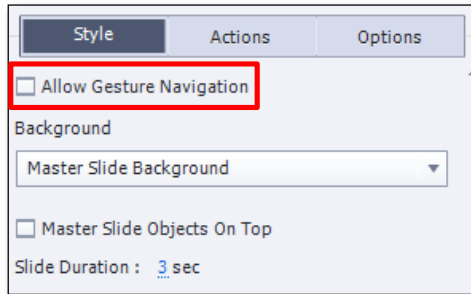 Style Actions Options
Allow Gesture Navigation
Background
Master Slide Background
Master Slide Objects On Top
Slide Duration : 3 sec